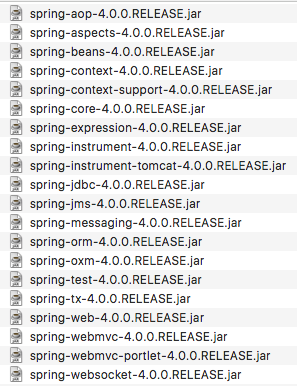 spring-aop-4.0.0.RELEASE.jar
spring-aspects-4.0.0.RELEASE.jar
spring-beans-4.0.0.RELEASE.jar
spring-context-4.0.0.RELEASE.jar
spring-context-support-4.0.0.RELEASE.jar
spring-core-4.0.0.RELEASE.jar
spring-expression-4.0.0.RELEASE.jar
spring-instrument-4.0.0.RELEASE.jar
spring-instrument-tomcat-4.0.0.RELEASE.jar
spring-jdbc-4.0.0.RELEASE.jar
spring-jms-4.0.0.RELEASE.jar
spring-messaging-4.0.0.RELEASE.jar
spring-orm-4.0.0.RELEASE.jar
spring-oxm-4.0.0.RELEASE.jar
spring-test-4.0.0.RELEASE.jar
spring-tx-4.0.0.RELEASE.jar
spring-web-4.0.0.RELEASE.jar
spring-webmvc-4.0.0.RELEASE.jar
spring-webmvc-portlet-4.0.0.RELEASE.jar
spring-websocket-4.0.0.RELEASE.jar